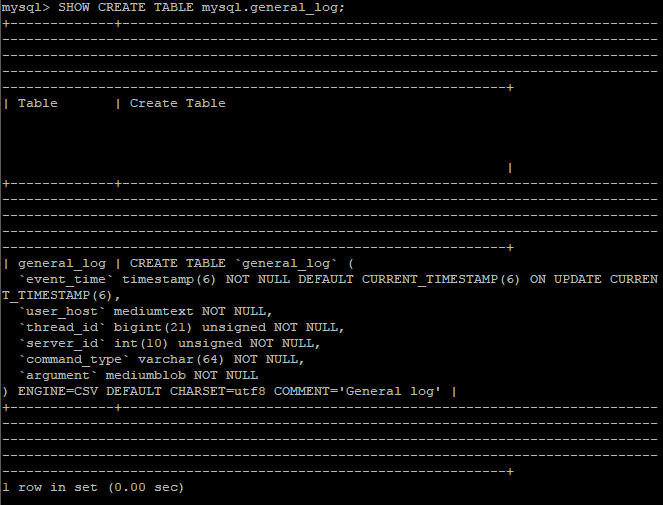 mysql> SHOW CREATE TABLE mysql.general_log;
+-------------+-------------------------------------------------------------------
----------------------------------------------------------------------------------
----------------------------------------------------------------------------------
----------------------------------------------------------------------------------
---------------------------------------------------------------+
| Table       | Create Table
|
+-------------+-------------------------------------------------------------------
----------------------------------------------------------------------------------
----------------------------------------------------------------------------------
----------------------------------------------------------------------------------
---------------------------------------------------------------+
| general_log | CREATE TABLE `general_log` (
  `event_time` timestamp(6) NOT NULL DEFAULT CURRENT_TIMESTAMP(6) ON UPDATE CURREN
T_TIMESTAMP(6),
  `user_host` mediumtext NOT NULL,
  `thread_id` bigint(21) unsigned NOT NULL,
  `server_id` int(10) unsigned NOT NULL,
  `command_type` varchar(64) NOT NULL,
  `argument` mediumblob NOT NULL
) ENGINE=CSV DEFAULT CHARSET=utf8 COMMENT='General log' |
+-------------+-------------------------------------------------------------------
----------------------------------------------------------------------------------
----------------------------------------------------------------------------------
----------------------------------------------------------------------------------
---------------------------------------------------------------+
1 row in set (0.00 sec)